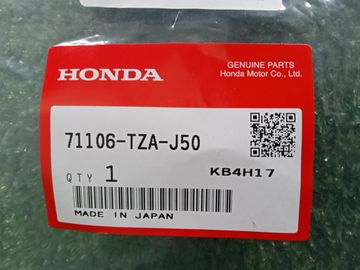 HONDA
GENUINE PARTS
Honda Motor Co., Ltd.
71106-TZA-J50
QTY 1
KB4H17
MADE IN JAPAN